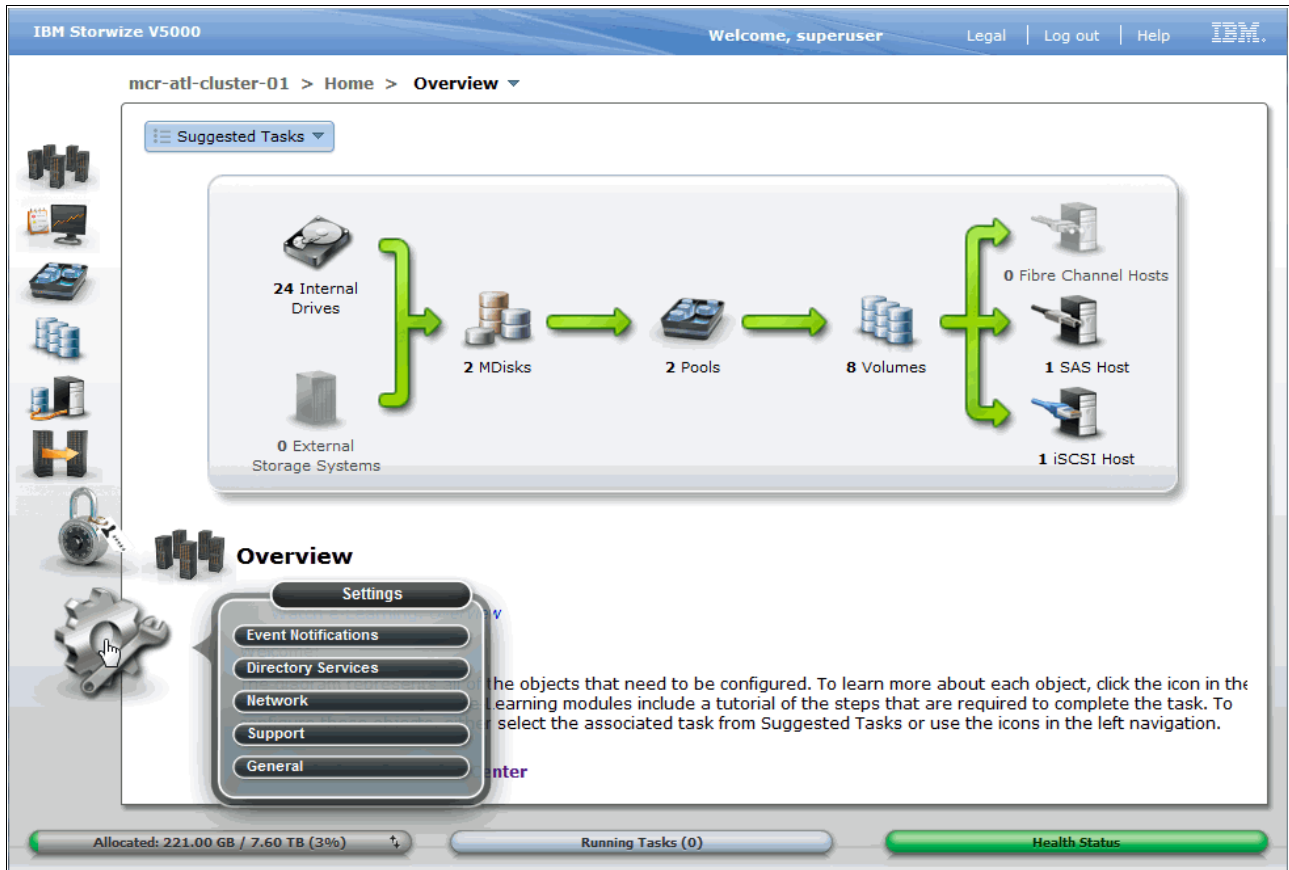 IBM Storwize V5000
Welcome, superuser
Legal
Log out
Help
IBM.
mcr-atl-cluster-01 > Home > Overview
Suggested Tasks
24 Internal
Drives
0 External
Storage Systems
2 MDisks
2 Pools
8 Volumes
0 Fibre Channel Hosts
1 SAS Host
1 iSCSI Host
Overview
Settings
Event Notifications
Directory Services
Network
Support
General
the objects that need to be configured. To learn more about each object, click the icon in the
Learning modules include a tutorial of the steps that are required to complete the task. To
select the associated task from Suggested Tasks or use the icons in the left navigation.
Allocated: 221.00 GB / 7.60 TB (3%)
Running Tasks (0)
Health Status